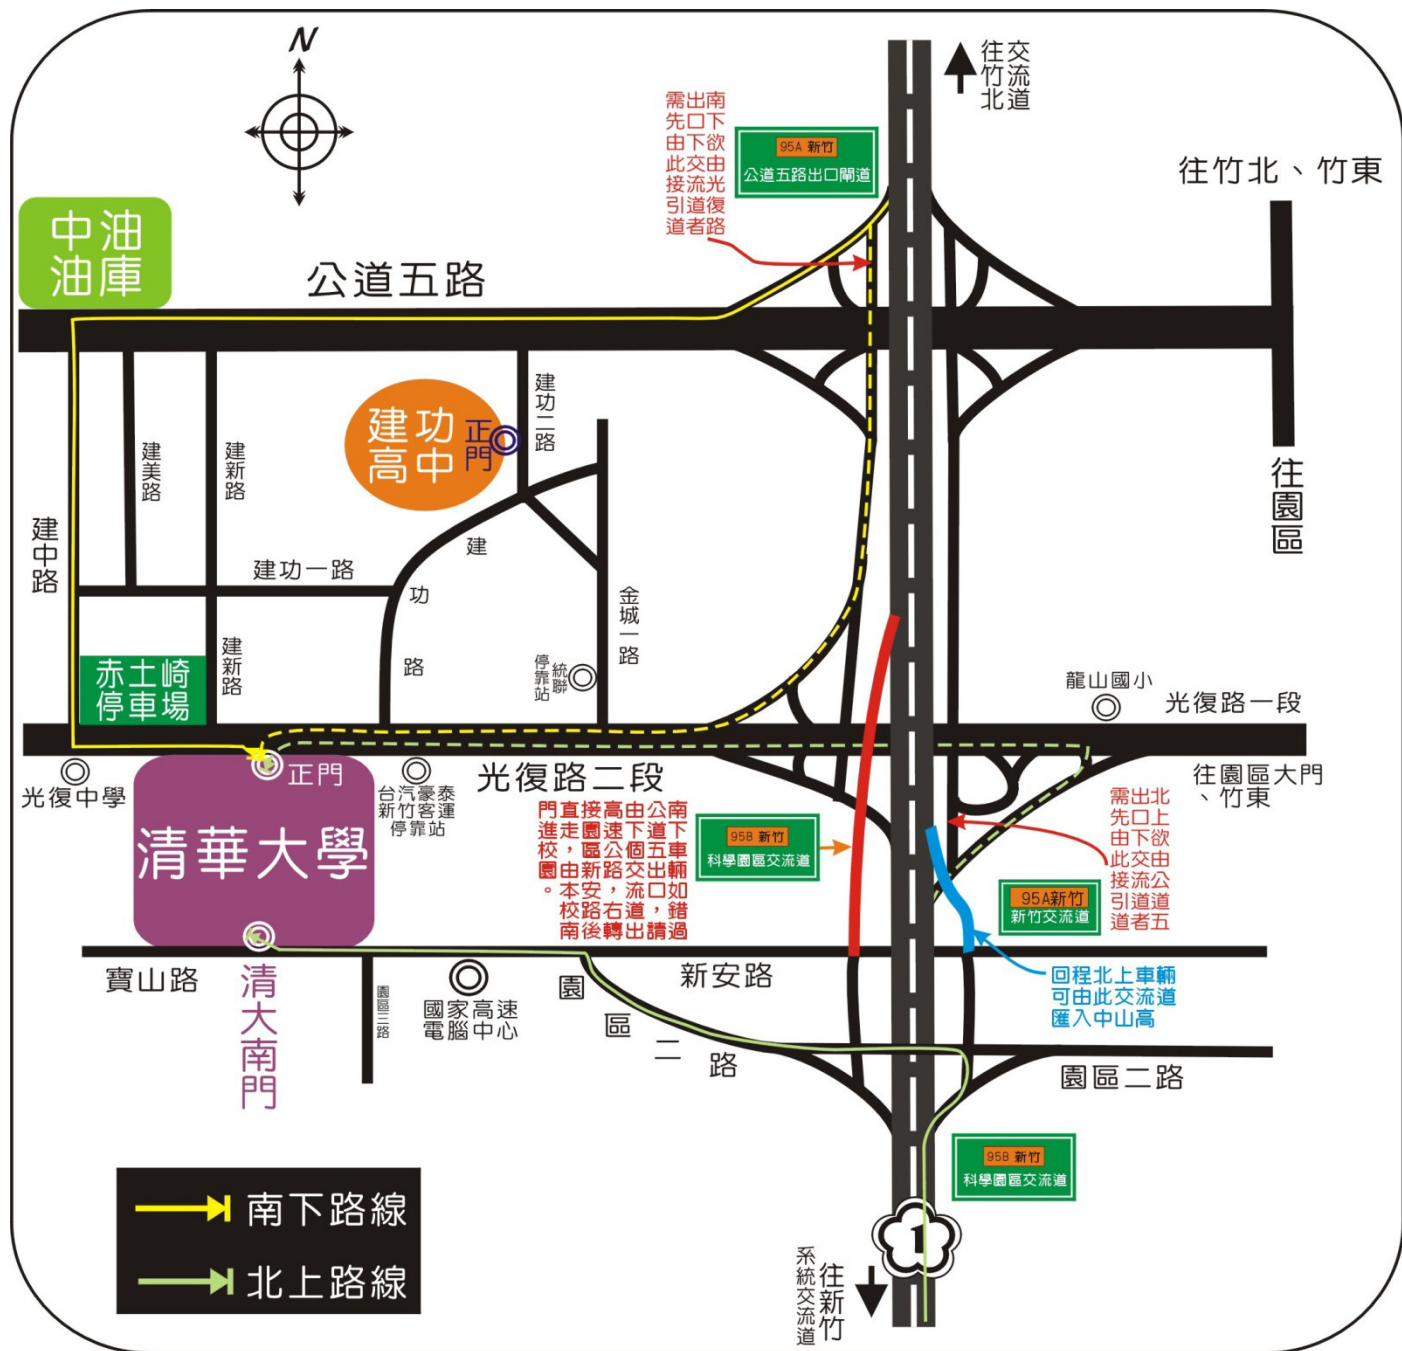 N
往竹北
交流道
南下欲由光復路
出口下交流道者
需先由此接引道
95A 新竹
公道五路出口閘道
往竹北、竹東
中油
油庫
公道五路
建功
高中
正門
建功二路
建美路
建新路
建中路
往園區
建功一路
建功路
金城一路
建新路
統聯
停靠站
赤土崎
停車場
龍山國小
光復路一段
正門
光復中學
台汽豪泰
新竹客運
停靠站
光復路二段
往園區大門
、竹東
清華大學
南下車輛如錯過
公道五出口，請
由下個交流道出
高速公路，右轉
接園區新安路後
直走，由本校南
門進校園。
95B 新竹
科學園區交流道
北上欲由公道五
出口下交流道者
需先由此接引道
95A新竹
新竹交流道
寶山路
清大南門
園區三路
國家高速
電腦中心
新安路
園區二路
回程北上車輛
可由此交流道
匯入中山高
園區二路
95B 新竹
科學園區交流道
1
往新竹
系統交流道
南下路線
北上路線